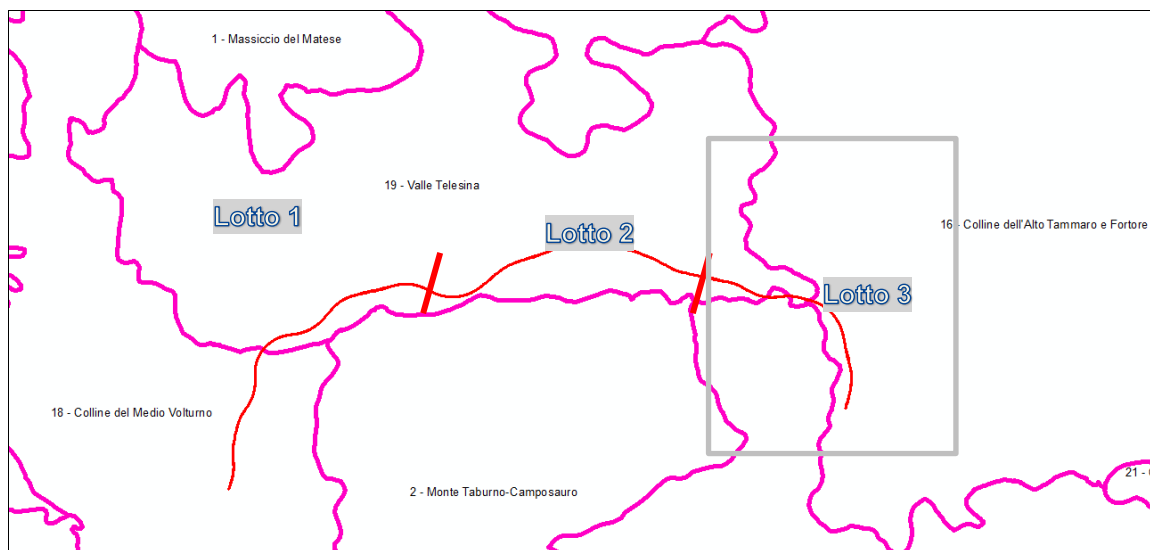 1 - Massiccio del Matese
19 - Valle Telesina
Lotto 1
16 - Colline dell'Alto Tammaro e Fortore
Lotto 2
Lotto 3
18 - Colline del Medio Volturno
2 - Monte Taburno-Camposauro
21 -